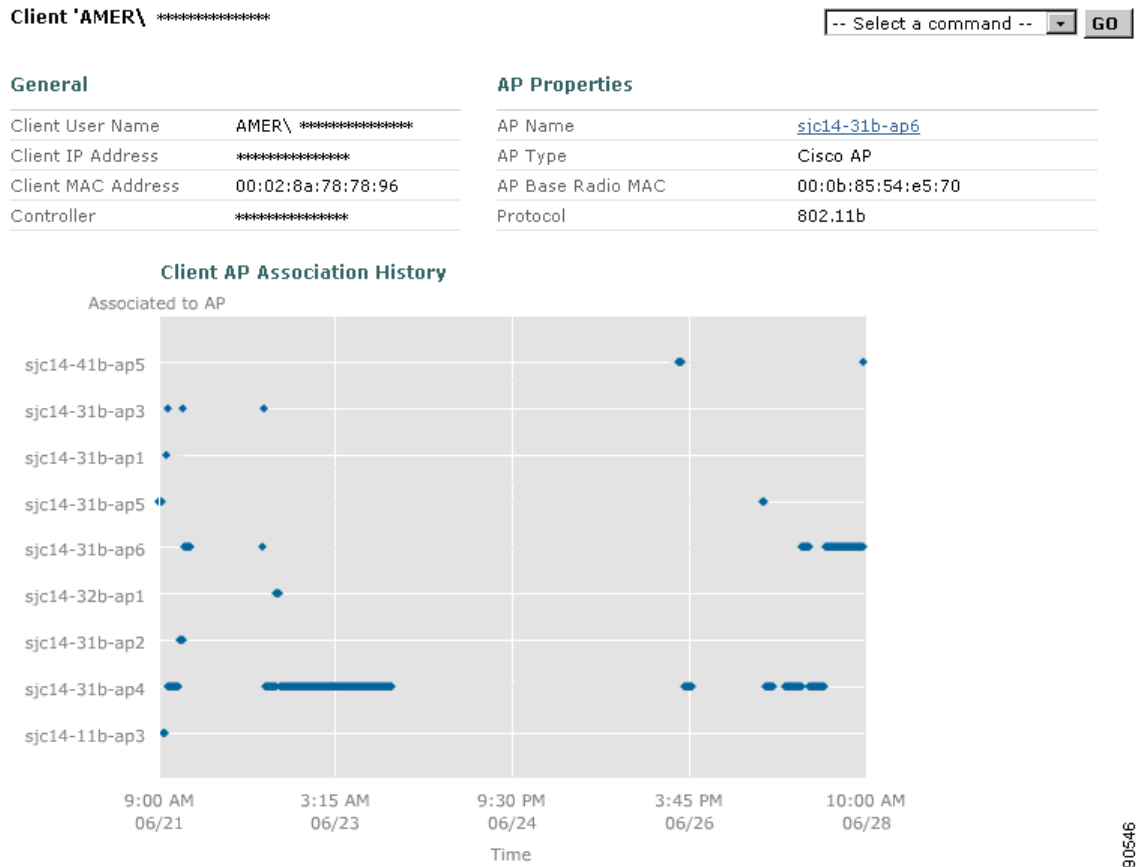 Client 'AMER\ ***************
-- Select a command -- GO
General
Client User Name AMER\ ***************
Client IP Address ***************
Client MAC Address 00:02:8a:78:78:96
Controller ***************
AP Properties
AP Name sjc14-31b-ap6
AP Type Cisco AP
AP Base Radio MAC 00:0b:85:54:e5:70
Protocol 802.11b
Client AP Association History
Associated to AP
sjc14-41b-ap5
sjc14-31b-ap3
sjc14-31b-ap1
sjc14-31b-ap5
sjc14-31b-ap6
sjc14-32b-ap1
sjc14-31b-ap2
sjc14-31b-ap4
sjc14-11b-ap3
9:00 AM 3:15 AM 9:30 PM 3:45 PM 10:00 AM
06/21 06/23 06/24 06/26 06/28
Time